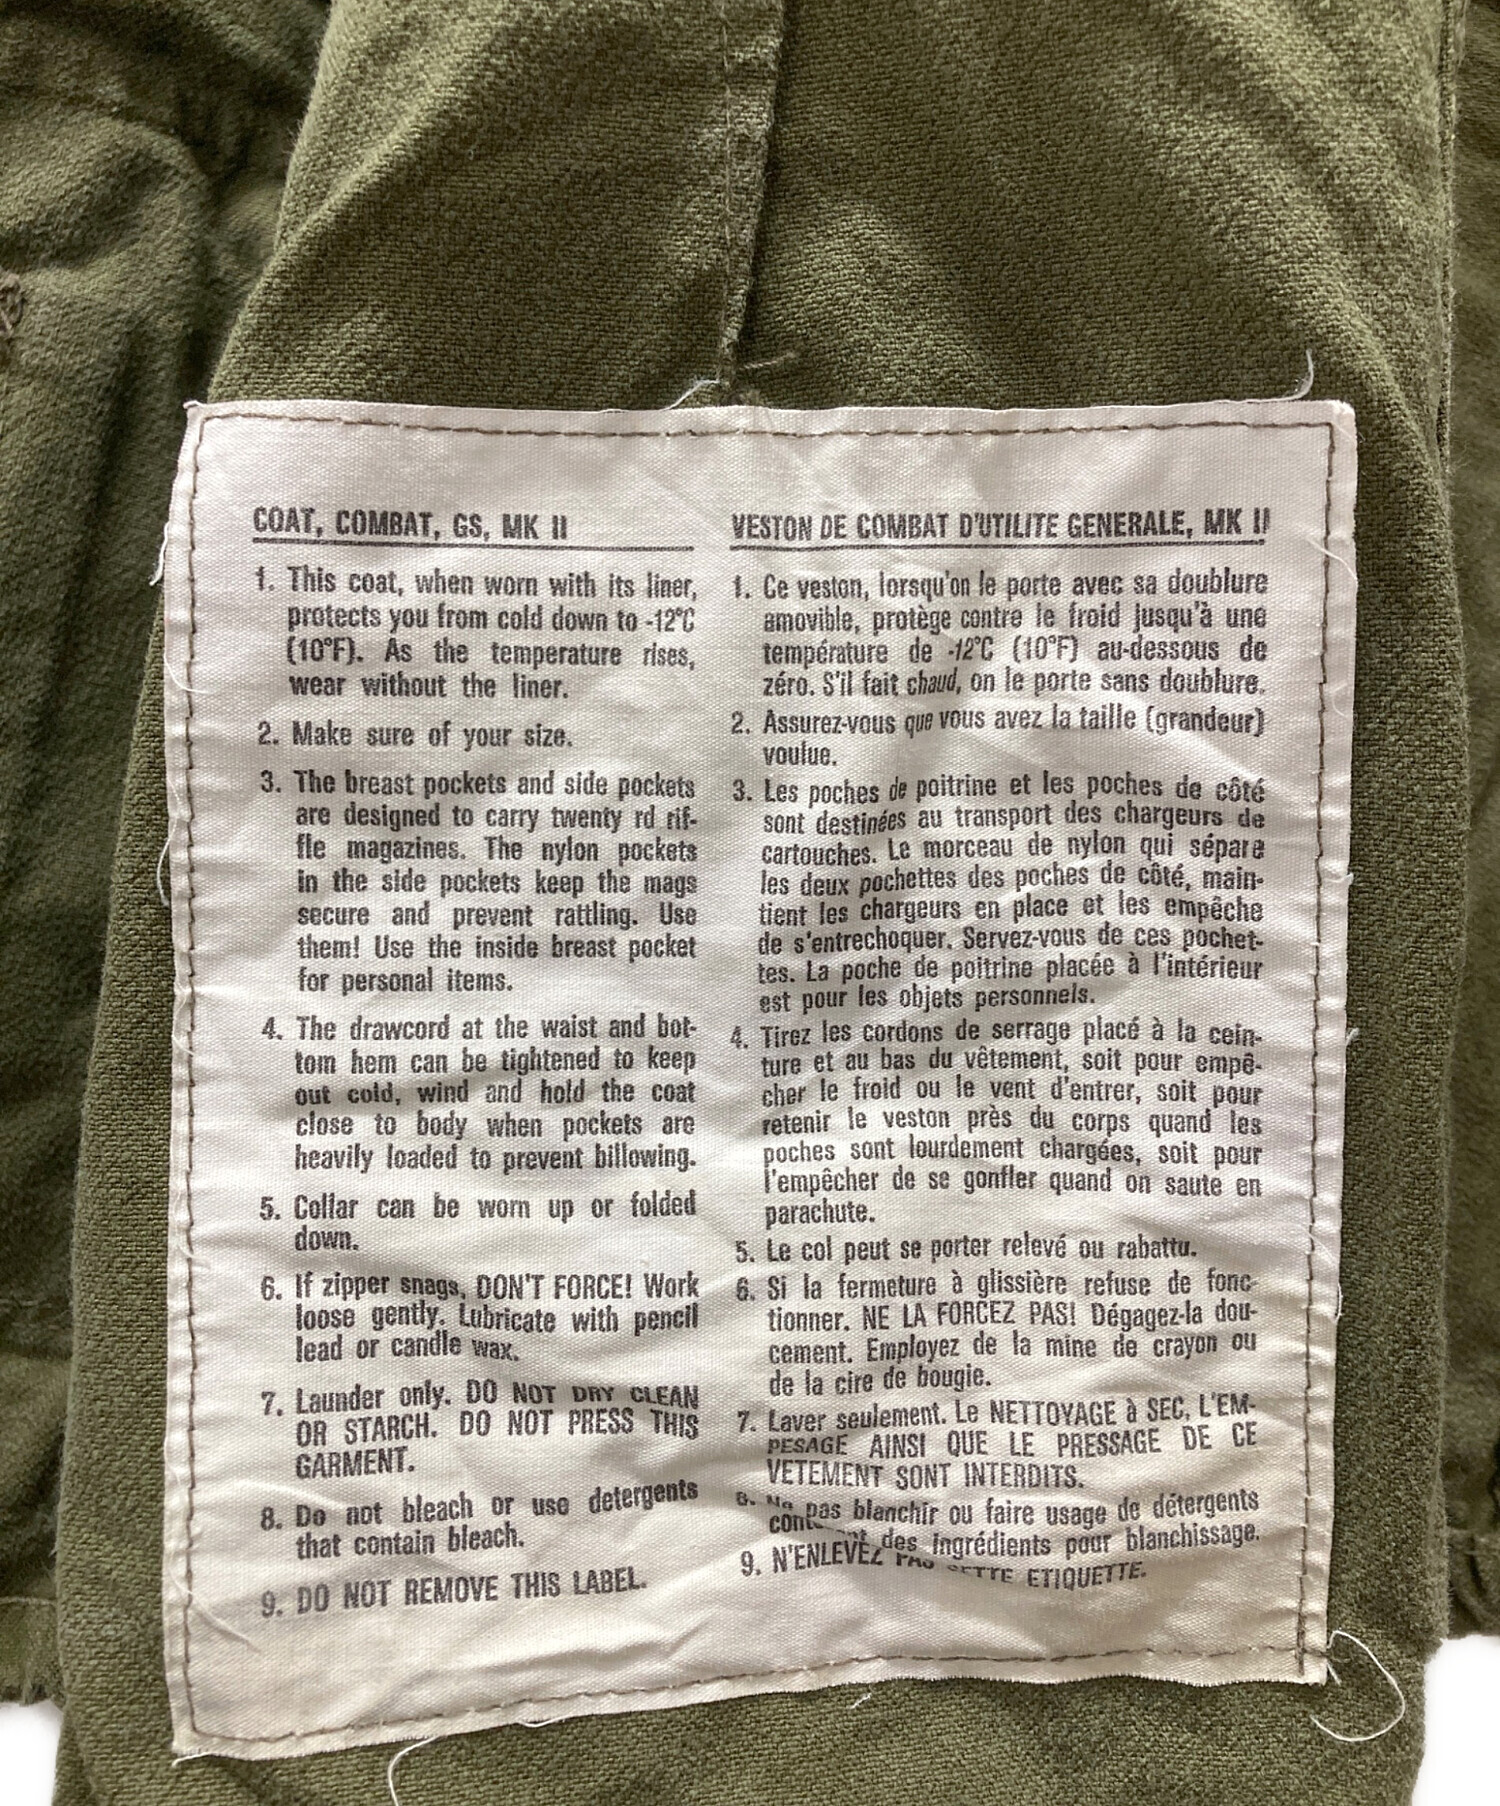 COAT, COMBAT, GS, MK II
1. This coat, when worn with its liner,
protects you from cold down to -12°C
(10°F). As the temperature rises,
wear without the liner.
2. Make sure of your size.
3. The breast pockets and side pockets
are designed to carry twenty rd rif-
fle magazines. The nylon pockets
in the side pockets keep the mags
secure and prevent rattling. Use
them! Use the inside breast pocket
for personal items.
4. The drawcord at the waist and bot-
tom hem can be tightened to keep
out cold, wind and hold the coat
close to body when pockets are
heavily loaded to prevent billowing.
5. Collar can be worn up or folded
down.
6. If zipper snags, DON'T FORCE! Work
loose gently. Lubricate with pencil
lead or candle wax.
7. Launder only. DO NOT DRY CLEAN
OR STARCH. DO NOT PRESS THIS
GARMENT.
8. Do not bleach or use detergents
that contain bleach.
9. DO NOT REMOVE THIS LABEL.
VESTON DE COMBAT D'UTILITE GENERALE, MK II
1. Ce veston, lorsqu'on le porte avec sa doublure
amovible, protège contre le froid jusqu'à une
température de -12°C (10°F) au-dessous de
zéro. S'il fait chaud, on le porte sans doublure.
2. Assurez-vous que vous avez la taille (grandeur)
voulue.
3. Les poches de poitrine et les poches de côté
sont destinées au transport des chargeurs de
cartouches. Le morceau de nylon qui sépare
les deux pochettes des poches de côté, main-
tient les chargeurs en place et les empêche
de s'entrechoquer. Servez-vous de ces pochet-
tes. La poche de poitrine placée à l'intérieur
est pour les objets personnels.
4. Tirez les cordons de serrage placé à la cein-
ture et au bas du vêtement, soit pour empê-
cher le froid ou le vent d'entrer, soit pour
retenir le veston près du corps quand les
poches sont lourdement chargées, soit pour
l'empêcher de se gonfler quand on saute en
parachute.
5. Le col peut se porter relevé ou rabattu.
6. Si la fermeture à glissière refuse de fonc-
tionner. NE LA FORCEZ PAS! Dégagez-la dou-
cement. Employez de la mine de crayon ou
de la cire de bougie.
7. Laver seulement. Le NETTOYAGE à SEC, L'EM-
PESAGE AINSI QUE LE PRESSAGE DE CE
VETEMENT SONT INTERDITS.
8. Ne pas blanchir ou faire usage de détergents
des ingrédients pour blanchissage.
9. N'ENLEVEZ PAS CETTE ETIQUETTE.